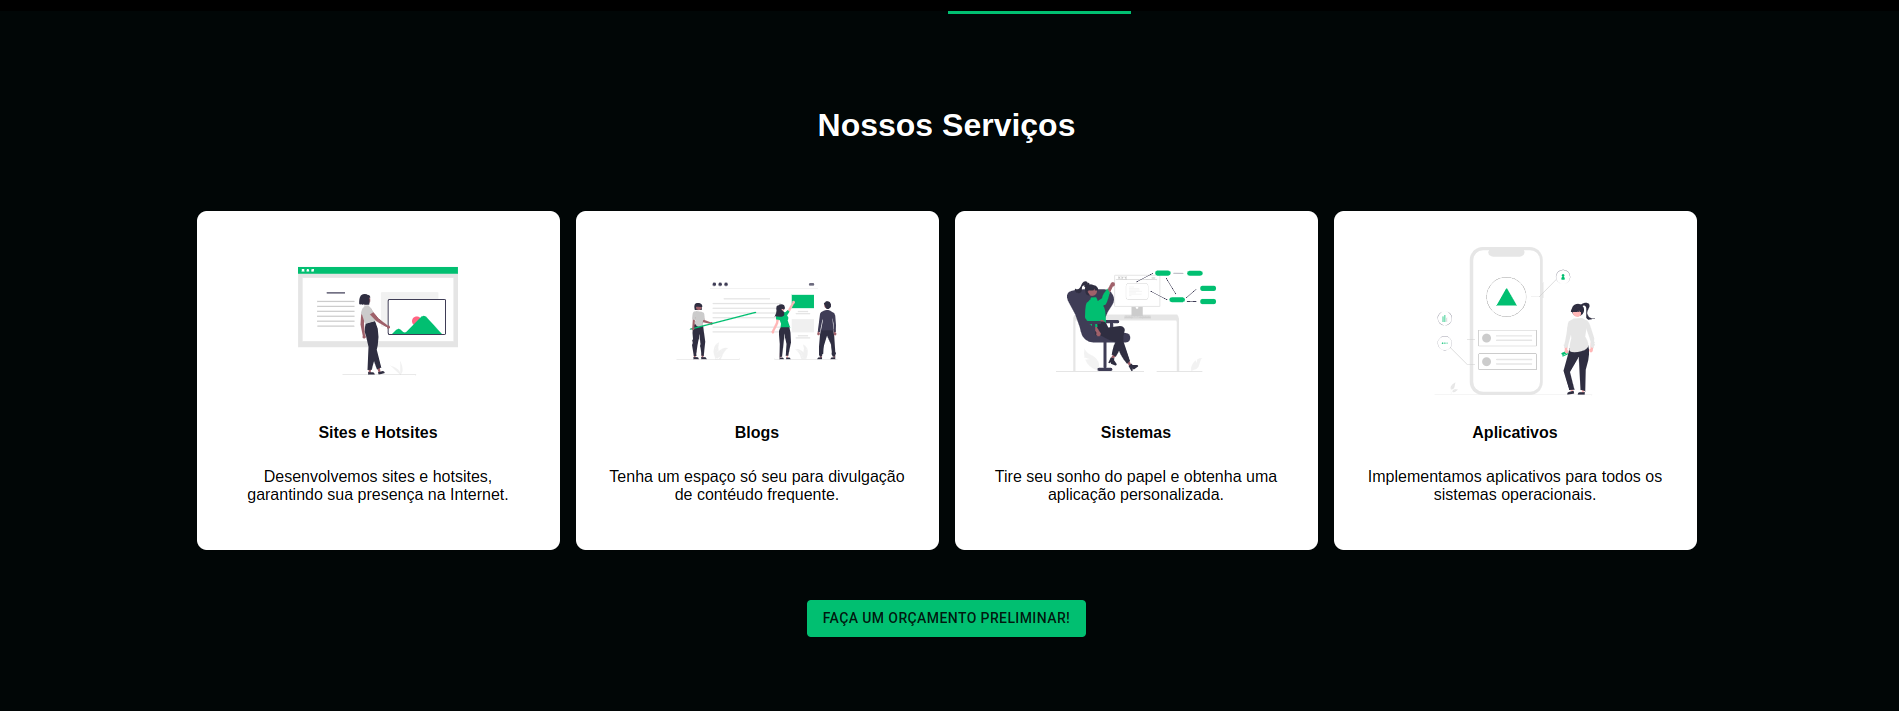 Nossos Serviços
Sites e Hotsites
Desenvolvemos sites e hotsites,
garantindo sua presença na Internet.
Blogs
Tenha um espaço só seu para divulgação
de contéudo frequente.
Sistemas
Tire seu sonho do papel e obtenha uma
aplicação personalizada.
Aplicativos
Implementamos aplicativos para todos os
sistemas operacionais.
FAÇA UM ORÇAMENTO PRELIMINAR!